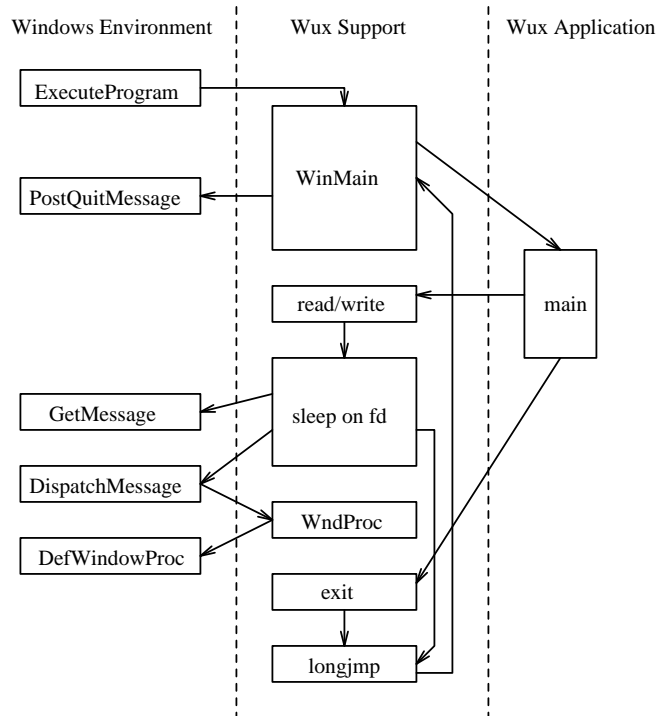 Windows Environment
Wux Support
Wux Application
ExecuteProgram
WinMain
PostQuitMessage
read/write
main
GetMessage
sleep on fd
DispatchMessage
WndProc
DefWindowProc
exit
longjmp